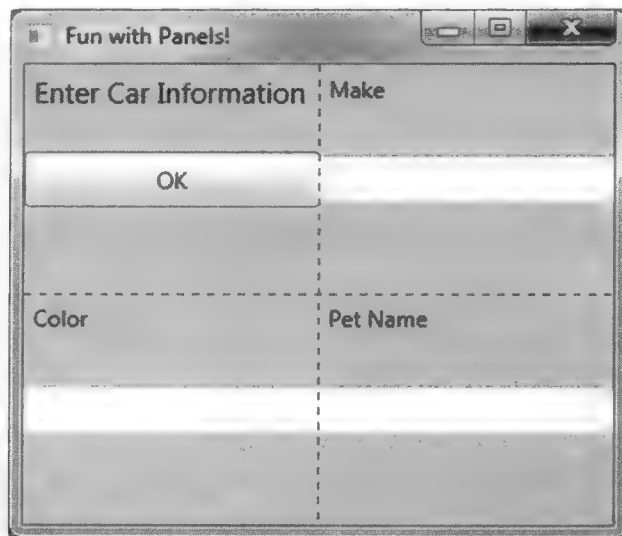 Fun with Panels!
Enter Car Information
Make
OK
Color
Pet Name